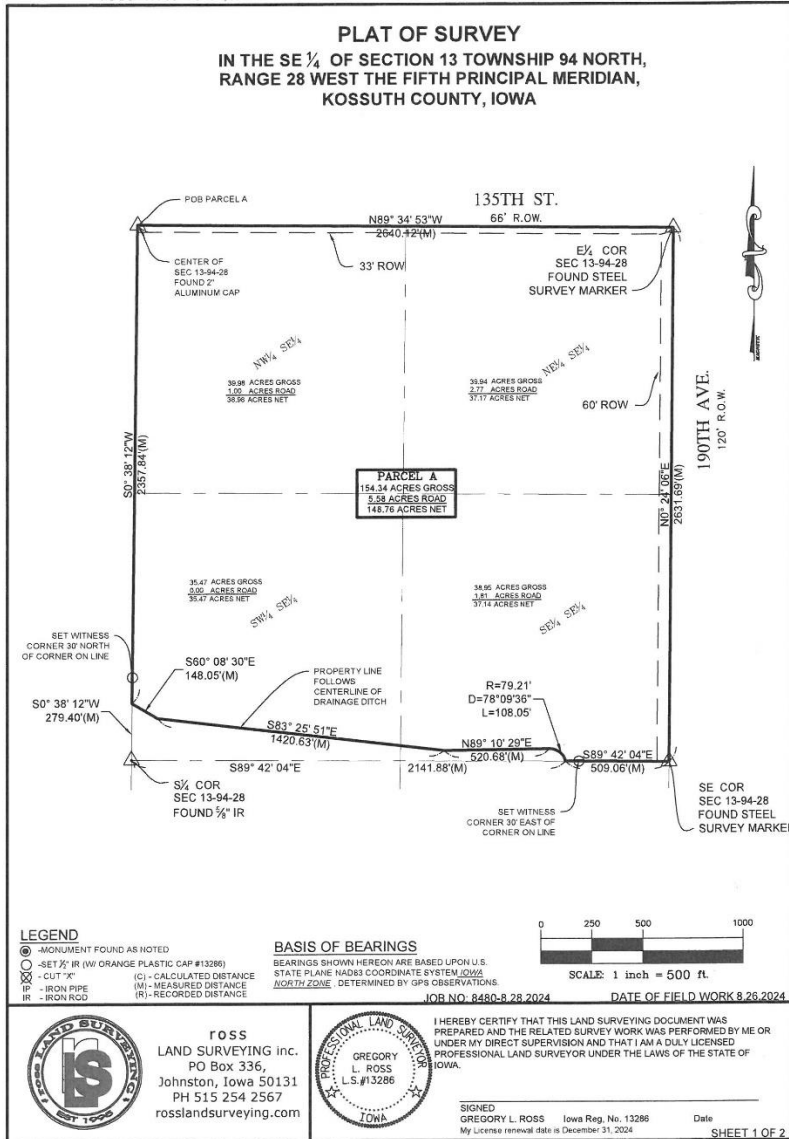 PLAT OF SURVEY
IN THE SE ¼ OF SECTION 13 TOWNSHIP 94 NORTH,
RANGE 28 WEST THE FIFTH PRINCIPAL MERIDIAN,
KOSSUTH COUNTY, IOWA
POB PARCEL A
135TH ST.
N89° 34' 53"W
66' R.O.W.
2640.12'(M)
33' ROW
CENTER OF
SEC 13-94-28
FOUND 2"
ALUMINUM CAP
E¼ COR
SEC 13-94-28
FOUND STEEL
SURVEY MARKER
NW¼ SE¼
39.98 ACRES GROSS
1.00 ACRES ROAD
38.98 ACRES NET
NE¼ SE¼
39.94 ACRES GROSS
2.77 ACRES ROAD
37.17 ACRES NET
60' ROW
190TH AVE.
120' R.O.W.
S0° 38' 12"W
2357.84'(M)
PARCEL A
154.34 ACRES GROSS
5.58 ACRES ROAD
148.76 ACRES NET
N0° 24' 06"E
2631.69'(M)
35.47 ACRES GROSS
0.00 ACRES ROAD
35.47 ACRES NET
SW¼ SE¼
38.95 ACRES GROSS
1.81 ACRES ROAD
37.14 ACRES NET
SE¼ SE¼
SET WITNESS
CORNER 30' NORTH
OF CORNER ON LINE
S60° 08' 30"E
148.05'(M)
PROPERTY LINE
FOLLOWS
CENTERLINE OF
DRAINAGE DITCH
R=79.21'
D=78°09'36"
L=108.05'
S0° 38' 12"W
279.40'(M)
S83° 25' 51"E
1420.63'(M)
N89° 10' 29"E
520.68'(M)
S89° 42' 04"E
509.06'(M)
S89° 42' 04"E
2141.88'(M)
S¼ COR
SEC 13-94-28
FOUND ⅝" IR
SET WITNESS
CORNER 30' EAST OF
CORNER ON LINE
SE COR
SEC 13-94-28
FOUND STEEL
SURVEY MARKER
LEGEND
-MONUMENT FOUND AS NOTED
-SET ½" IR (W/ ORANGE PLASTIC CAP #13286)
- CUT "X"
IP - IRON PIPE
IR - IRON ROD
(C) - CALCULATED DISTANCE
(M) - MEASURED DISTANCE
(R) - RECORDED DISTANCE
BASIS OF BEARINGS
BEARINGS SHOWN HEREON ARE BASED UPON U.S.
STATE PLANE NAD83 COORDINATE SYSTEM IOWA
NORTH ZONE . DETERMINED BY GPS OBSERVATIONS.
0 250 500 1000
SCALE: 1 inch = 500 ft.
JOB NO: 8480-8.28.2024
DATE OF FIELD WORK 8.26.2024
ROSS LAND SURVEYING
RLS
EST 1995
ross
LAND SURVEYING inc.
PO Box 336,
Johnston, Iowa 50131
PH 515 254 2567
rosslandsurveying.com
PROFESSIONAL LAND SURVEYOR
GREGORY
L. ROSS
L.S.#13286
IOWA
I HEREBY CERTIFY THAT THIS LAND SURVEYING DOCUMENT WAS
PREPARED AND THE RELATED SURVEY WORK WAS PERFORMED BY ME OR
UNDER MY DIRECT SUPERVISION AND THAT I AM A DULY LICENSED
PROFESSIONAL LAND SURVEYOR UNDER THE LAWS OF THE STATE OF
IOWA.
SIGNED
GREGORY L. ROSS Iowa Reg. No. 13286 Date
My License renewal date is December 31, 2024
SHEET 1 OF 2